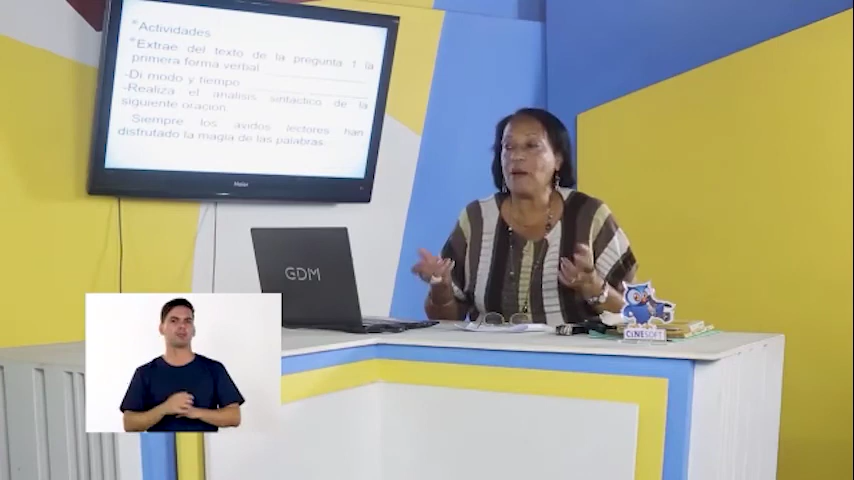 *Actividades
*Extrae del texto de la pregunta 1 la
primera forma verbal
-Di modo y tiempo
-Realiza el análisis sintáctico de la
siguiente oración
Siempre los ávidos lectores han
disfrutado la magia de las palabras.
Haier
GDM
CINESOFT